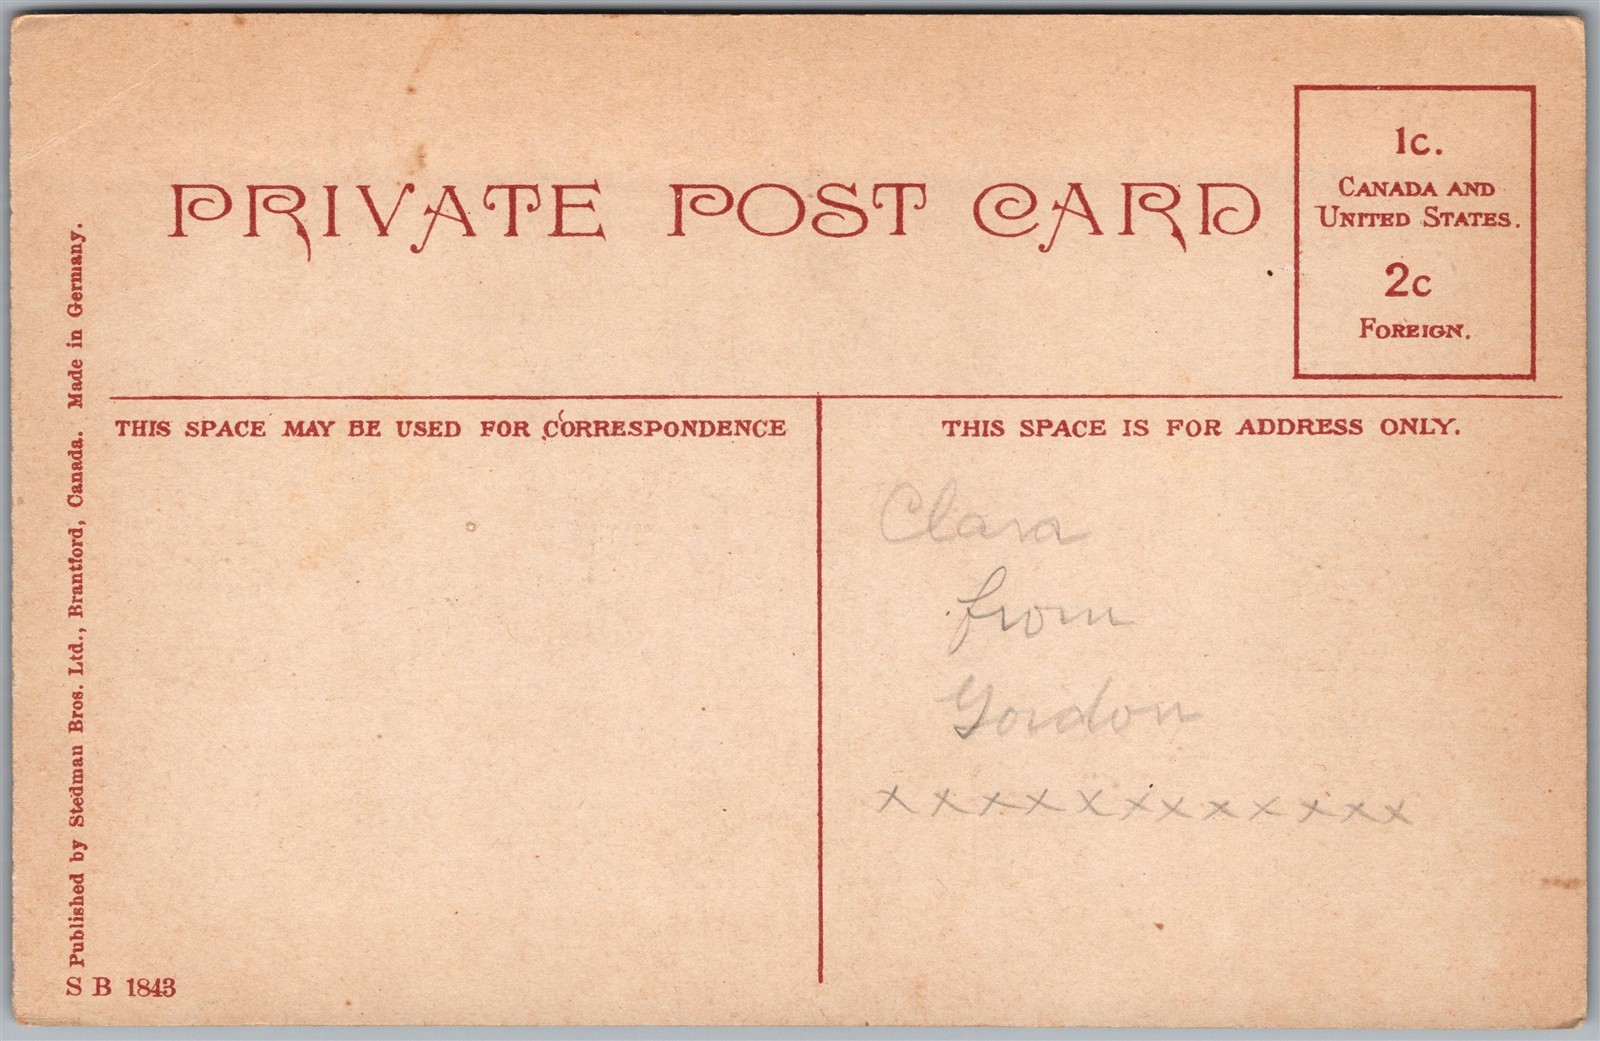 PRIVATE POST CARD
1c.
CANADA AND
UNITED STATES.
2c
FOREIGN.
THIS SPACE MAY BE USED FOR CORRESPONDENCE
THIS SPACE IS FOR ADDRESS ONLY.
Clara
from
Gordon
xxxxxxxxxxxxx
Published by Stedman Bros. Ltd., Brantford, Canada. Made in Germany.
S B 1843